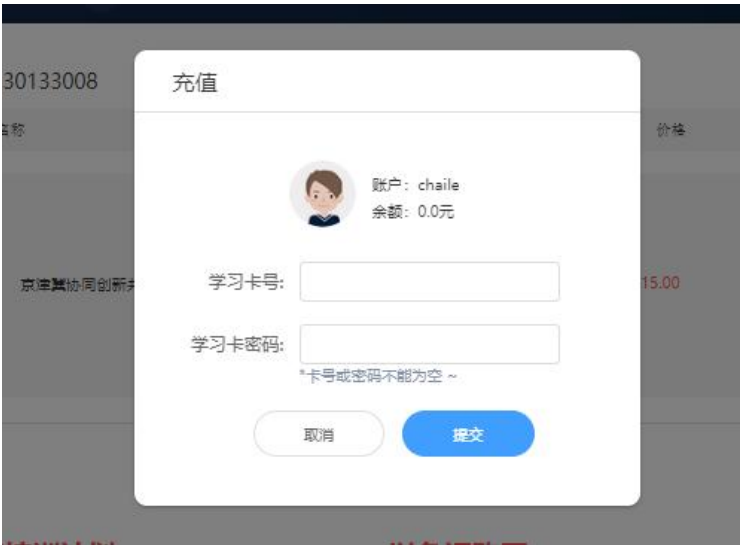 30133008
充值
名称
价格
账户：chaile
余额：0.0元
京津冀协同创新共
15.00
学习卡号:
学习卡密码:
*卡号或密码不能为空 ~
取消
提交